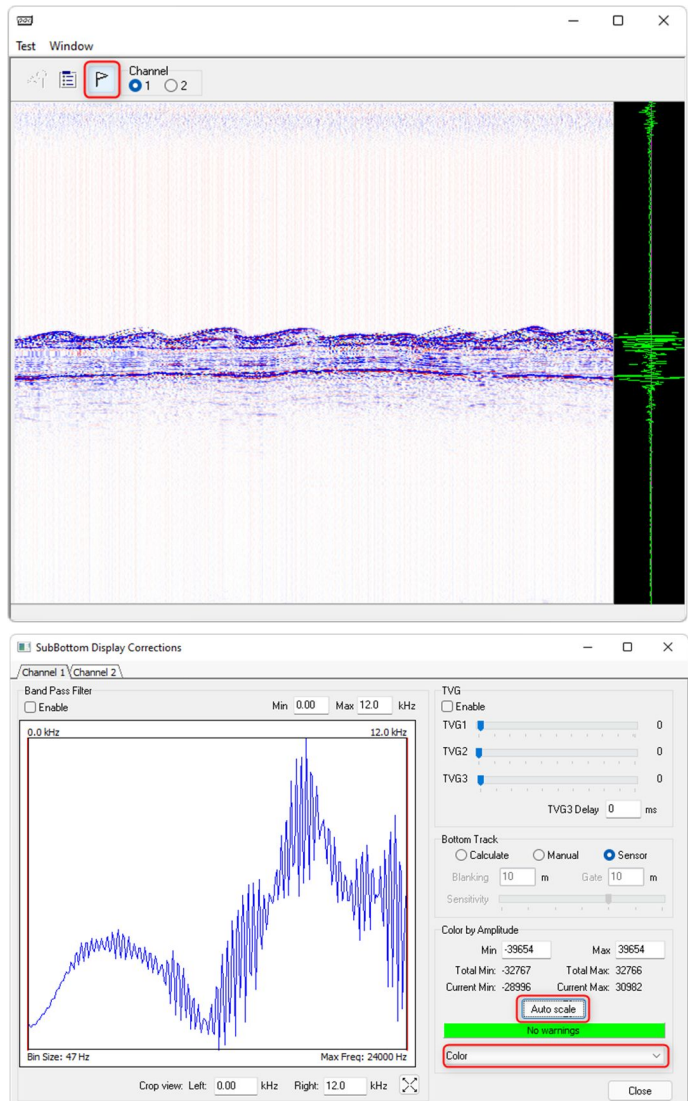 Test Window
Channel
1 2
SubBottom Display Corrections
Channel 1 Channel 2
Band Pass Filter
Enable Min 0.00 Max 12.0 kHz
0.0 kHz 12.0 kHz
Bin Size: 47 Hz Max Freq: 24000 Hz
Crop view: Left: 0.00 kHz Right: 12.0 kHz
TVG
Enable
TVG1 0
TVG2 0
TVG3 0
TVG3 Delay 0 ms
Bottom Track
Calculate Manual Sensor
Blanking 10 m Gate 10 m
Sensitivity
Color by Amplitude
Min -39654 Max 39654
Total Min: -32767 Total Max: 32766
Current Min: -28996 Current Max: 30982
Auto scale
No warnings
Color
Close